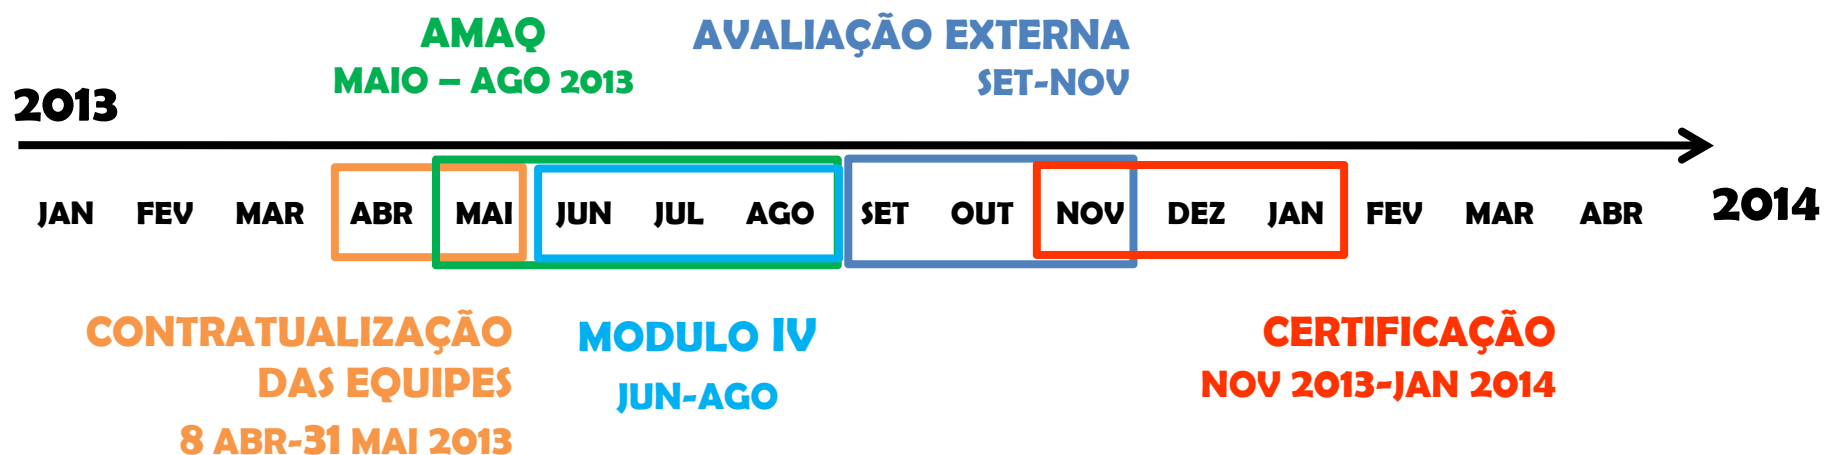 AMAQ
MAIO – AGO 2013
AVALIAÇÃO EXTERNA
SET-NOV
2013
JAN FEV MAR ABR MAI JUN JUL AGO SET OUT NOV DEZ JAN FEV MAR ABR
2014
CONTRATUALIZAÇÃO
DAS EQUIPES
8 ABR-31 MAI 2013
MODULO IV
JUN-AGO
CERTIFICAÇÃO
NOV 2013-JAN 2014